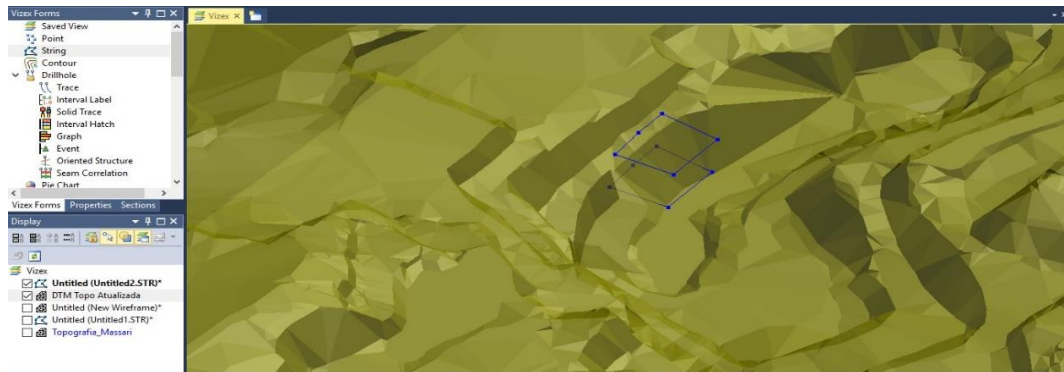 Vizex Forms
Saved View
Point
String
Contour
Drillhole
Trace
Interval Label
Solid Trace
Interval Hatch
Graph
Event
Oriented Structure
Seam Correlation
Pie Chart
Vizex Forms Properties Sections
Display
Vizex
Untitled (Untitled2.STR)*
DTM Topo Atualizada
Untitled (New Wireframe)*
Untitled (Untitled1.STR)*
Topografia_Massari
Vizex